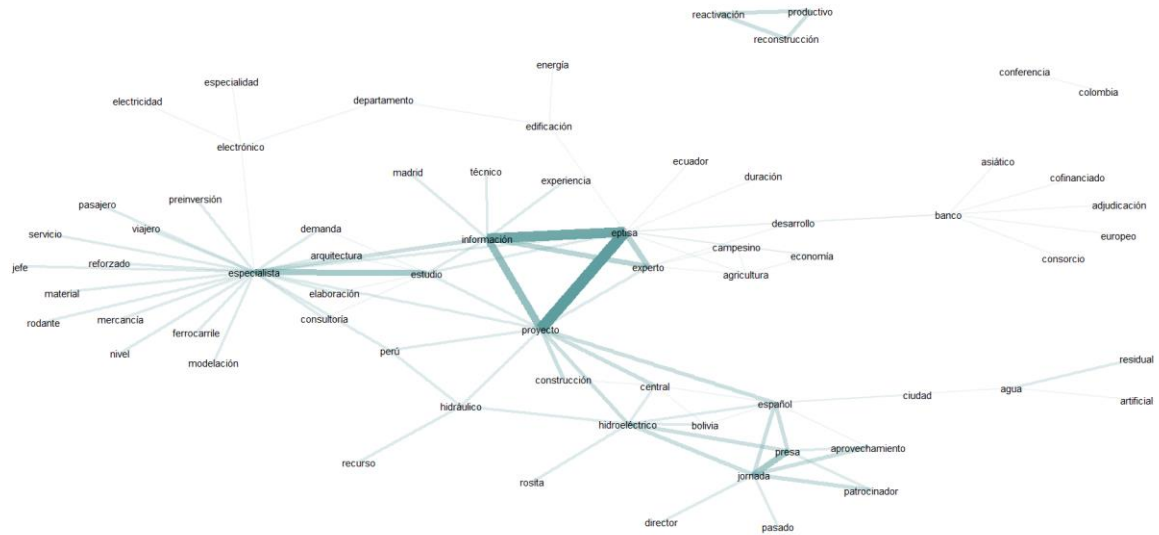 reactivación
productivo
reconstrucción
energía
conferencia
colombia
especialidad
electricidad
departamento
edificación
electrónico
ecuador
asiático
madrid
técnico
experiencia
duración
cofinanciado
pasajero
preinversión
adjudicación
banco
viajero
demanda
desarrollo
servicio
información
eptisa
europeo
jefe
reforzado
arquitectura
campesino
economía
consorcio
especialista
estudio
experto
agricultura
material
elaboración
rodante
mercancía
consultoría
ferrocarrile
proyecto
nivel
modelación
perú
residual
construcción
central
agua
ciudad
artificial
hidráulico
español
hidroeléctrico
bolivia
presa
aprovechamiento
recurso
jornada
rosita
patrocinador
director
pasado